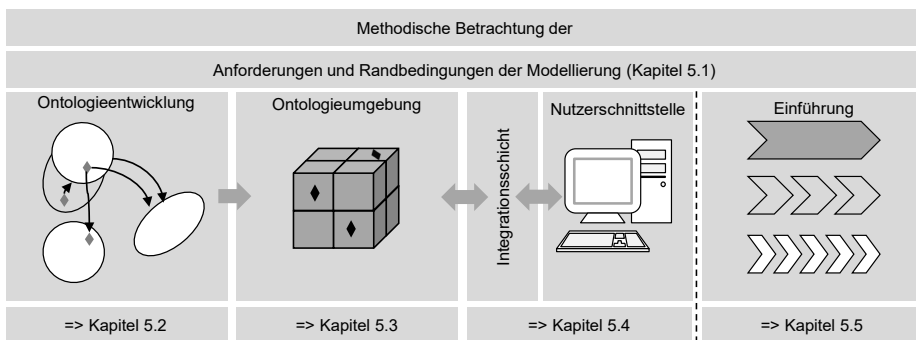 Methodische Betrachtung der
Anforderungen und Randbedingungen der Modellierung (Kapitel 5.1)
Ontologieentwicklung
Ontologieumgebung
Integrationsschicht
Nutzerschnittstelle
Einführung
=> Kapitel 5.2
=> Kapitel 5.3
=> Kapitel 5.4
=> Kapitel 5.5